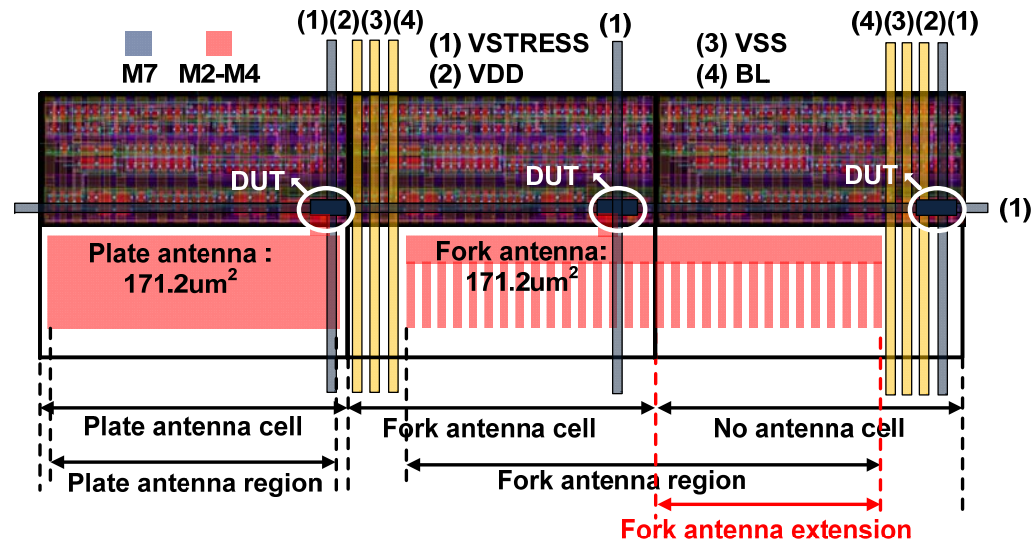 (1)(2)(3)(4)
(1)
(4)(3)(2)(1)
M7 M2-M4
(1) VSTRESS
(2) VDD
(3) VSS
(4) BL
DUT
DUT
DUT
(1)
Plate antenna :
171.2um²
Fork antenna:
171.2um²
Plate antenna cell
Fork antenna cell
No antenna cell
Plate antenna region
Fork antenna region
Fork antenna extension